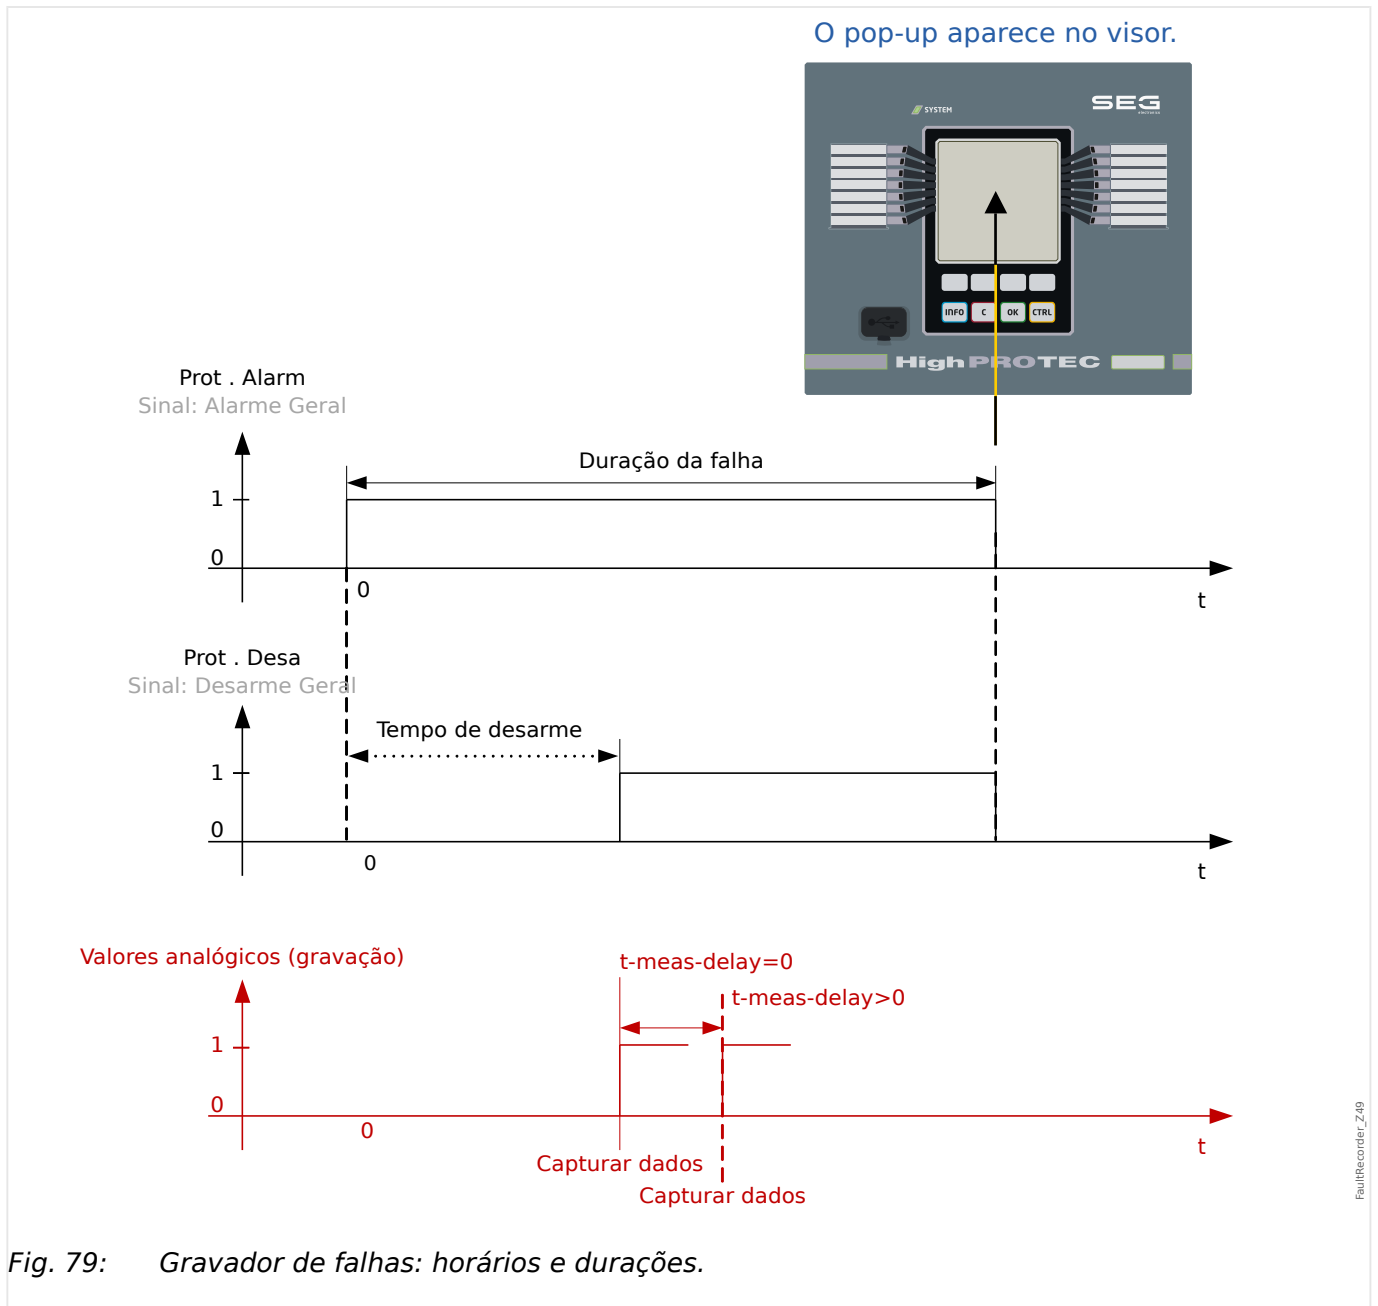 O pop-up aparece no visor.
SYSTEM
SEG
electronics
INFO
C
OK
CTRL
HighPROTEC
Prot . Alarm
Sinal: Alarme Geral
Duração da falha
1
0
0
t
Prot . Desa
Sinal: Desarme Geral
Tempo de desarme
1
0
0
t
Valores analógicos (gravação)
t-meas-delay=0
t-meas-delay>0
1
0
0
t
Capturar dados
Capturar dados
FaultRecorder_Z49
Fig. 79: Gravador de falhas: horários e durações.